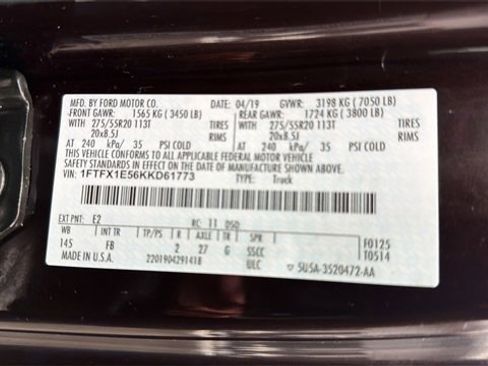 MFD. BY FORD MOTOR CO. DATE: 04/19 GVWR: 3198 KG ( 7050 LB)
FRONT GAWR: 1565 KG ( 3450 LB) REAR GAWR: 1724 KG ( 3800 LB)
WITH 275/55R20 113T TIRES WITH 275/55R20 113T TIRES
20x8.5J RIMS 20x8.5J RIMS
AT 240 kPa/ 35 PSI COLD AT 240 kPa/ 35 PSI COLD
THIS VEHICLE CONFORMS TO ALL APPLICABLE FEDERAL MOTOR VEHICLE
SAFETY STANDARDS IN EFFECT ON THE DATE OF MANUFACTURE SHOWN ABOVE.
VIN: 1FTFX1E56KKD61773 TYPE: Truck
EXT PNT: E2 RC: 11 DSO:
WB INT TR TP/PS R AXLE TR SPR F0125
145 FB 2 27 G SSCC T0514
2201904291418 ULC 5U5A-3520472-AA